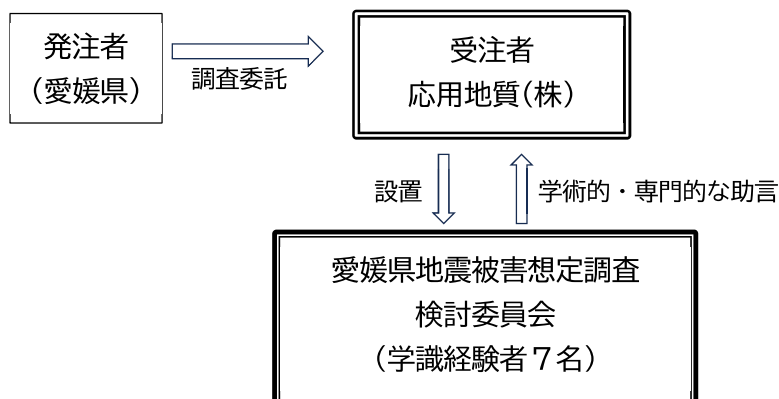 発注者
（愛媛県）
調査委託
受注者
応用地質（株）
設置
学術的・専門的な助言
愛媛県地震被害想定調査
検討委員会
（学識経験者７名）